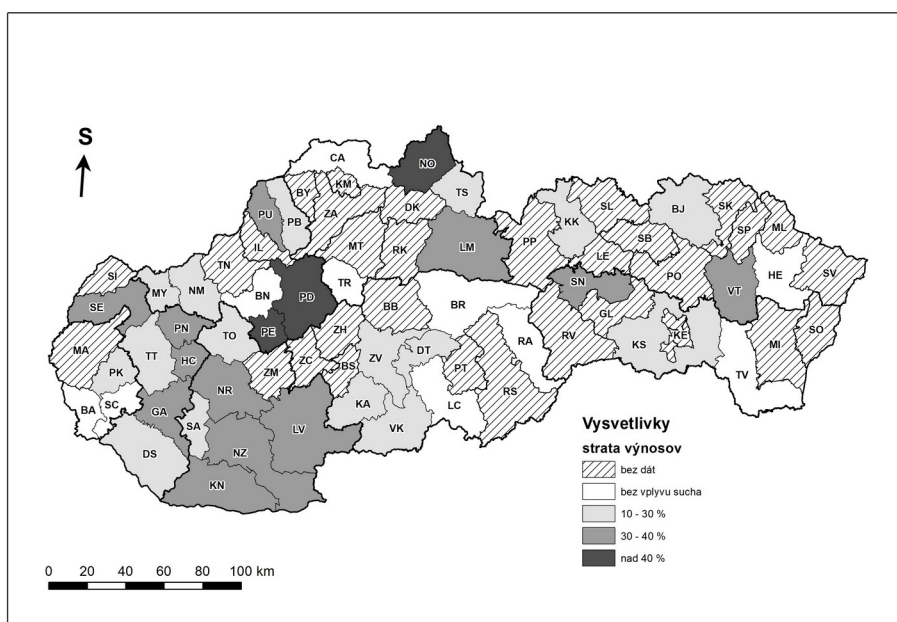 S
CA
NO
TS
BY
KM
PU
PB
ZA
DK
KK
SL
BJ
SK
SP
ML
IL
MT
RK
LM
PP
LE
SB
PO
HE
SV
TN
SI
MY
NM
BN
PD
TR
BB
BR
SN
GL
VT
SE
PN
TO
PE
ZH
RV
KS
KE
MI
SO
MA
TT
HC
ZM
ZC
BS
ZV
DT
PT
RA
PK
NR
KA
VK
LC
RS
TV
BA
SC
GA
SA
LV
DS
NZ
KN
Vysvetlivky
strata výnosov
bez dát
bez vplyvu sucha
10 - 30 %
30 - 40 %
nad 40 %
0 20 40 60 80 100 km